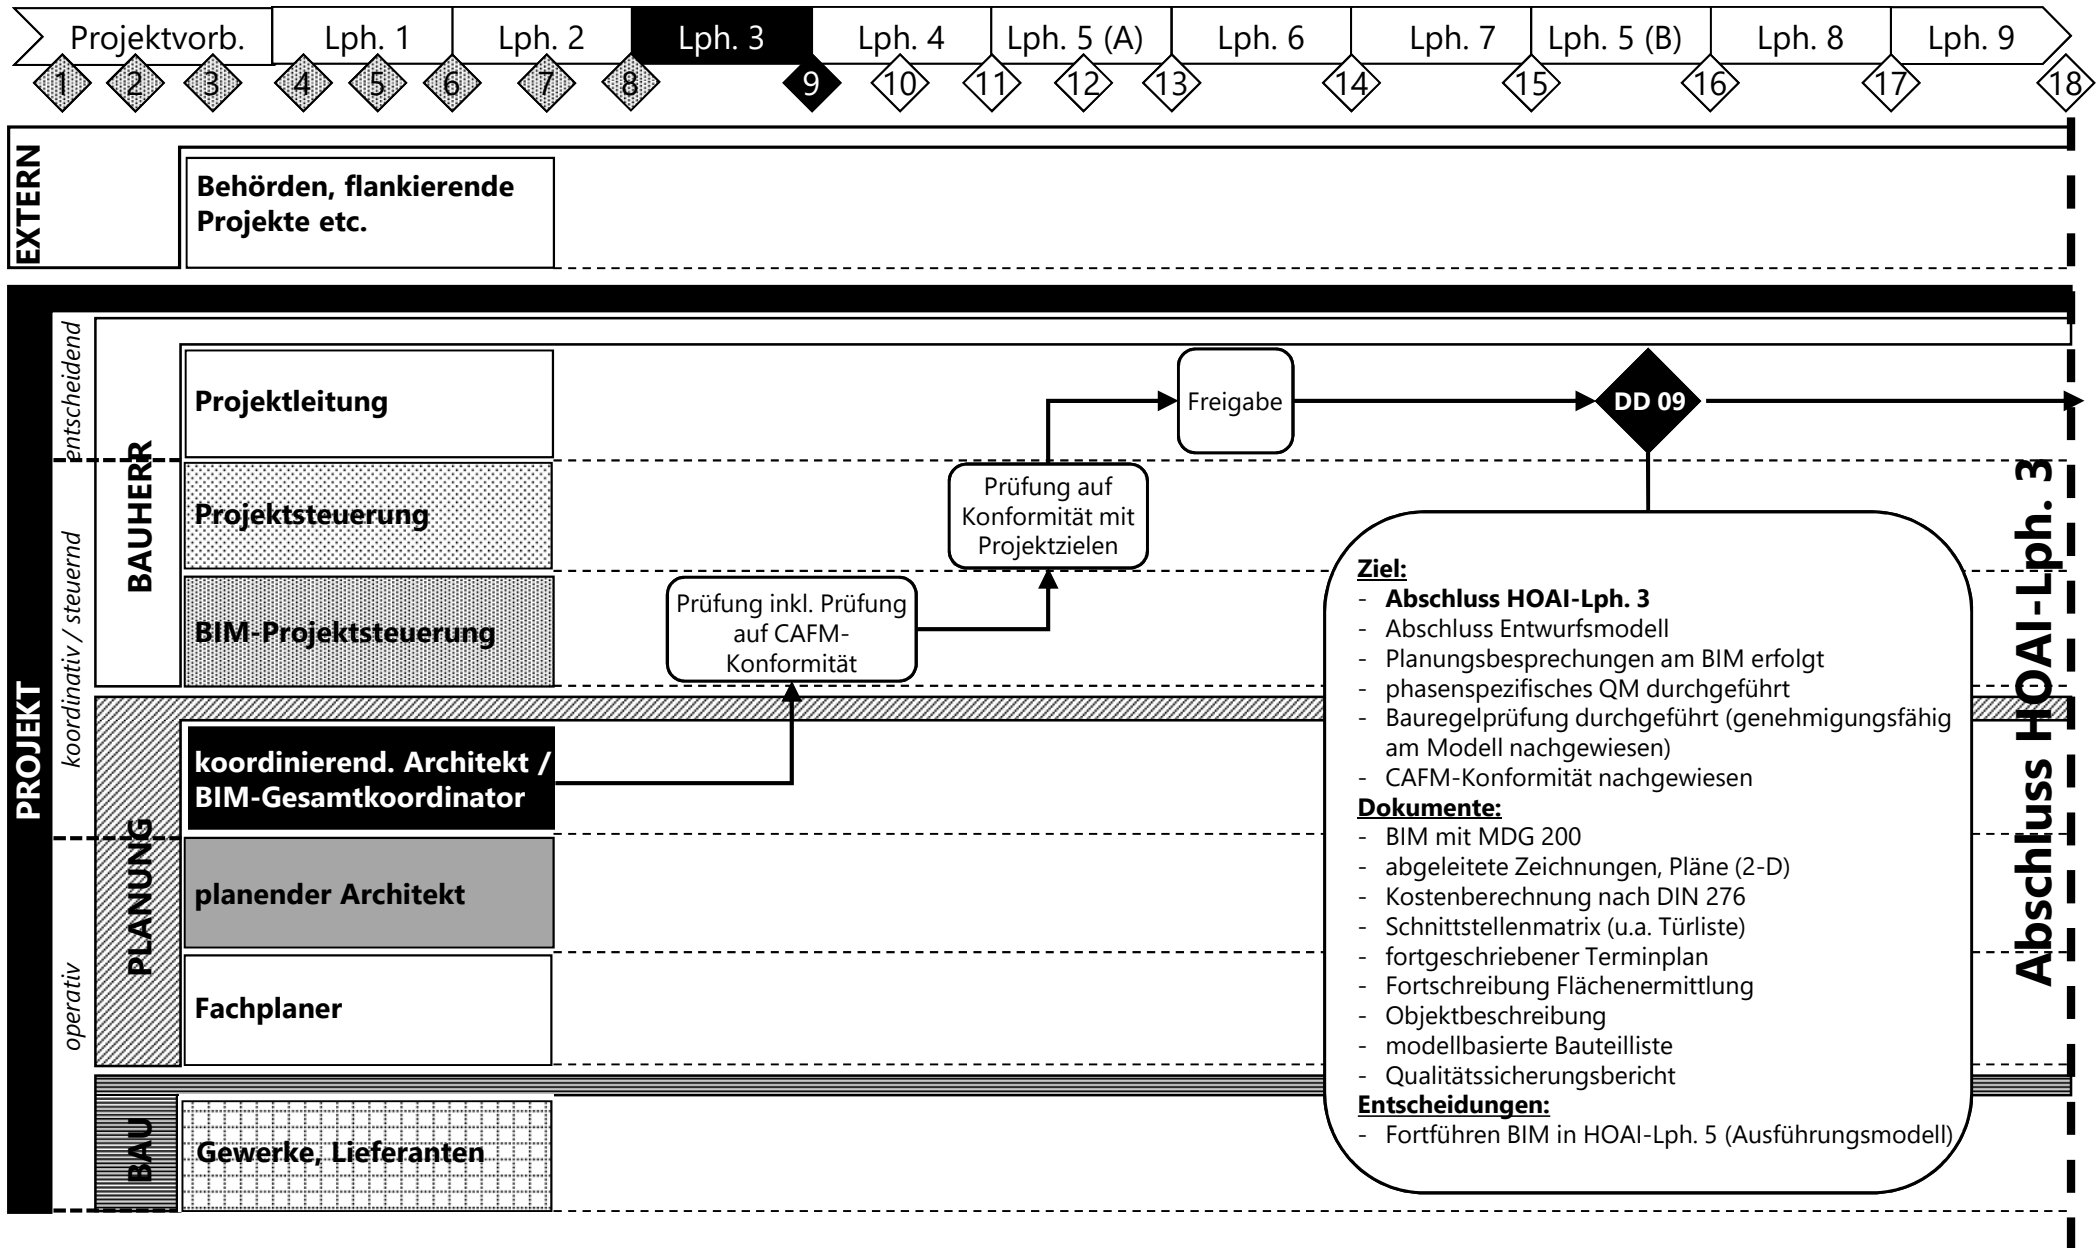 Projektvorb.
Lph. 1
Lph. 2
Lph. 3
Lph. 4
Lph. 5 (A)
Lph. 6
Lph. 7
Lph. 5 (B)
Lph. 8
Lph. 9
1
2
3
4
5
6
7
8
9
10
11
12
13
14
15
16
17
18
EXTERN
Behörden, flankierende
Projekte etc.
PROJEKT
entscheidend
koordinativ / steuernd
operativ
BAUHERR
Projektleitung
Freigabe
DD 09
Projektsteuerung
Prüfung auf
Konformität mit
Projektzielen
BIM-Projektsteuerung
Prüfung inkl. Prüfung
auf CAFM-
Konformität
PLANUNG
koordinierend. Architekt /
BIM-Gesamtkoordinator
planender Architekt
Fachplaner
BAU
Gewerke, Lieferanten
Ziel:
- Abschluss HOAI-Lph. 3
- Abschluss Entwurfsmodell
- Planungsbesprechungen am BIM erfolgt
- phasenspezifisches QM durchgeführt
- Bauregelprüfung durchgeführt (genehmigungsfähig
am Modell nachgewiesen)
- CAFM-Konformität nachgewiesen
Dokumente:
- BIM mit MDG 200
- abgeleitete Zeichnungen, Pläne (2-D)
- Kostenberechnung nach DIN 276
- Schnittstellenmatrix (u.a. Türliste)
- fortgeschriebener Terminplan
- Fortschreibung Flächenermittlung
- Objektbeschreibung
- modellbasierte Bauteilliste
- Qualitätssicherungsbericht
Entscheidungen:
- Fortführen BIM in HOAI-Lph. 5 (Ausführungsmodell)
Abschluss HOAI-Lph. 3